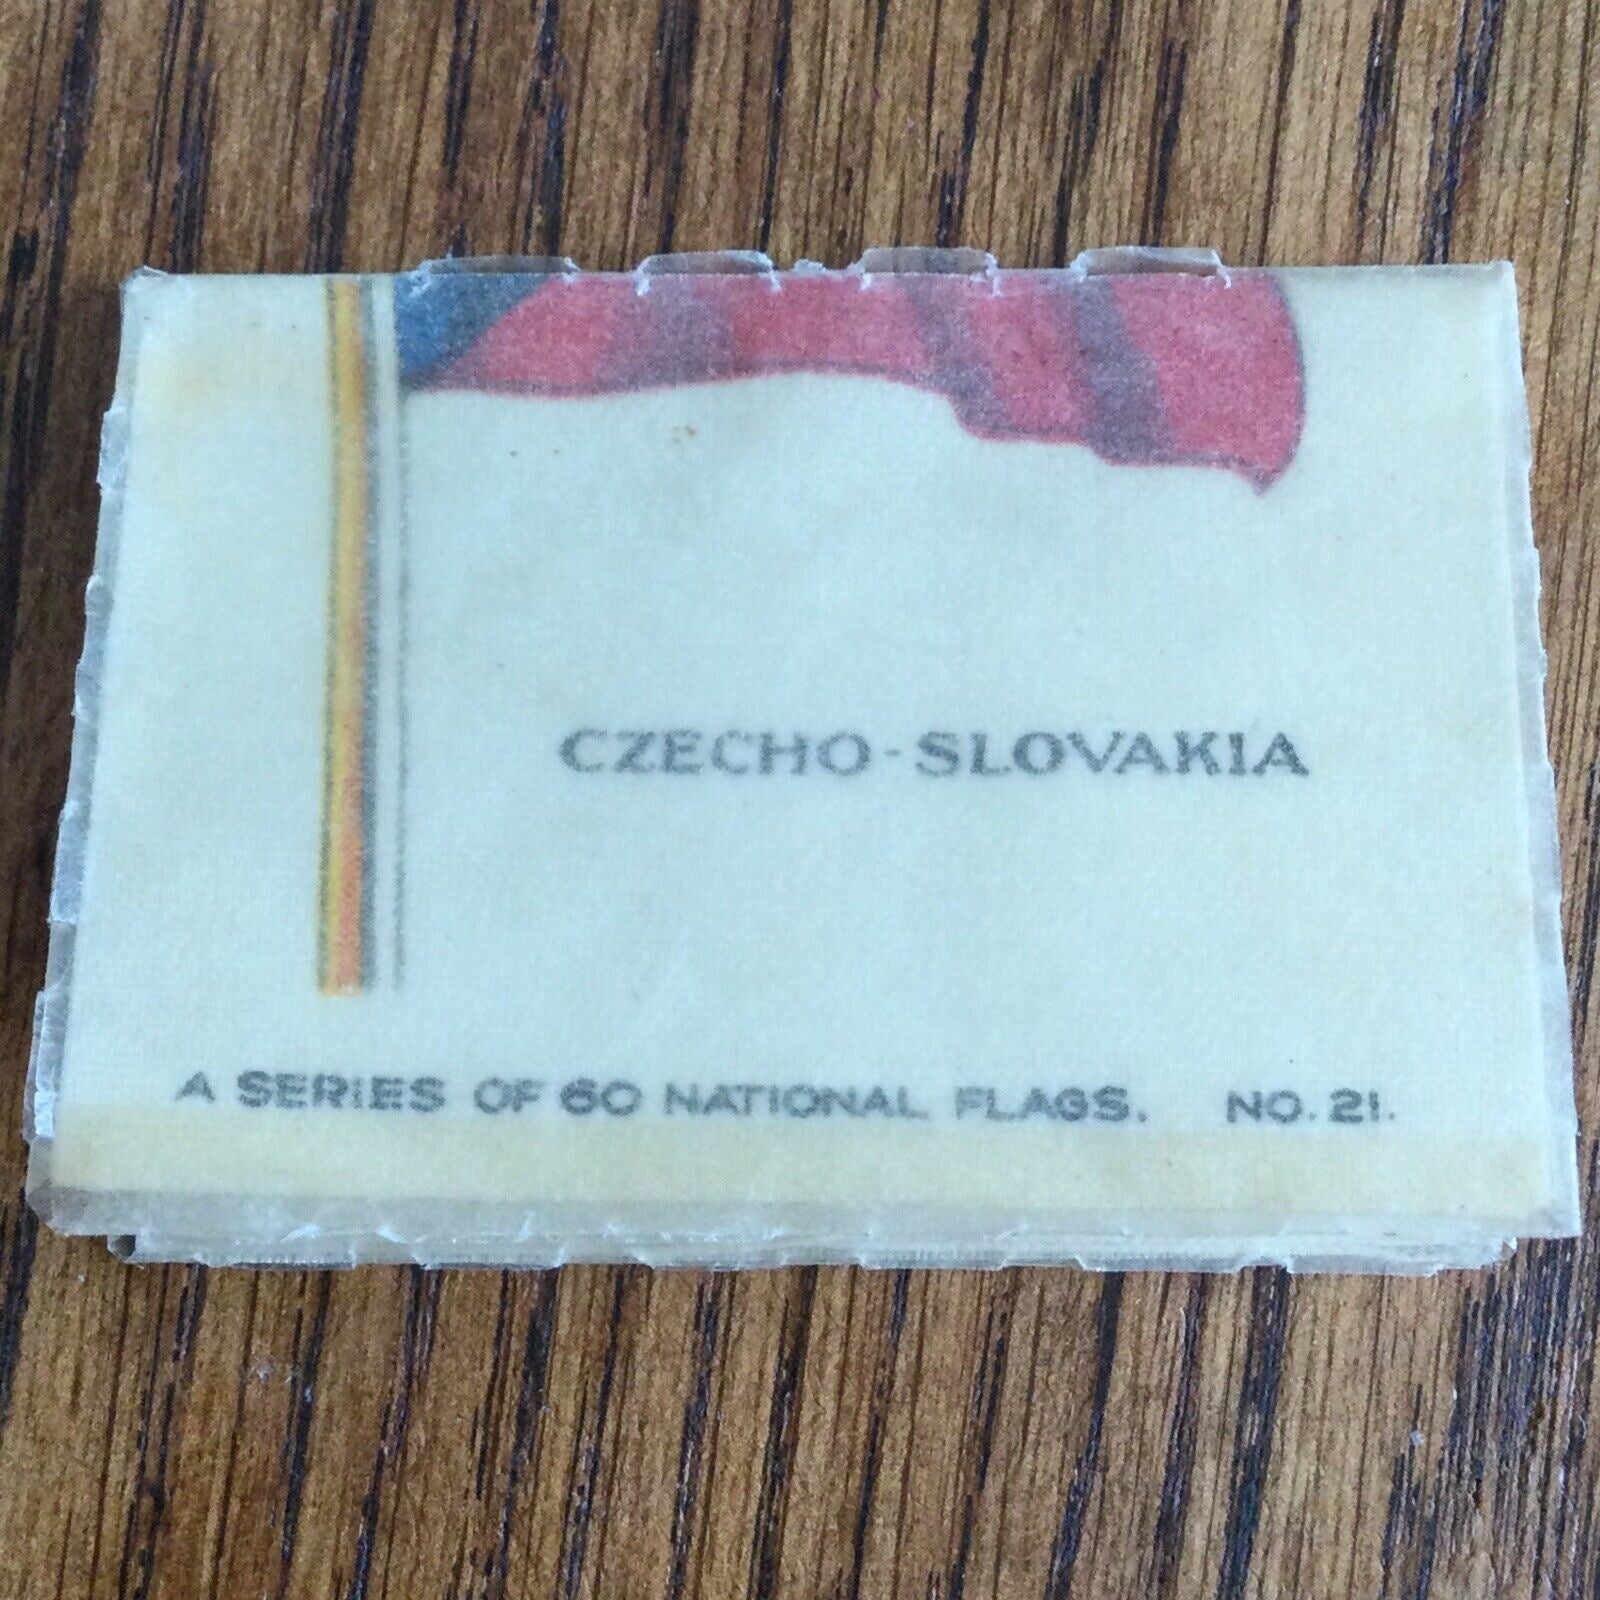 CZECHO-SLOVAKIA
A SERIES OF 60 NATIONAL FLAGS. NO. 21.